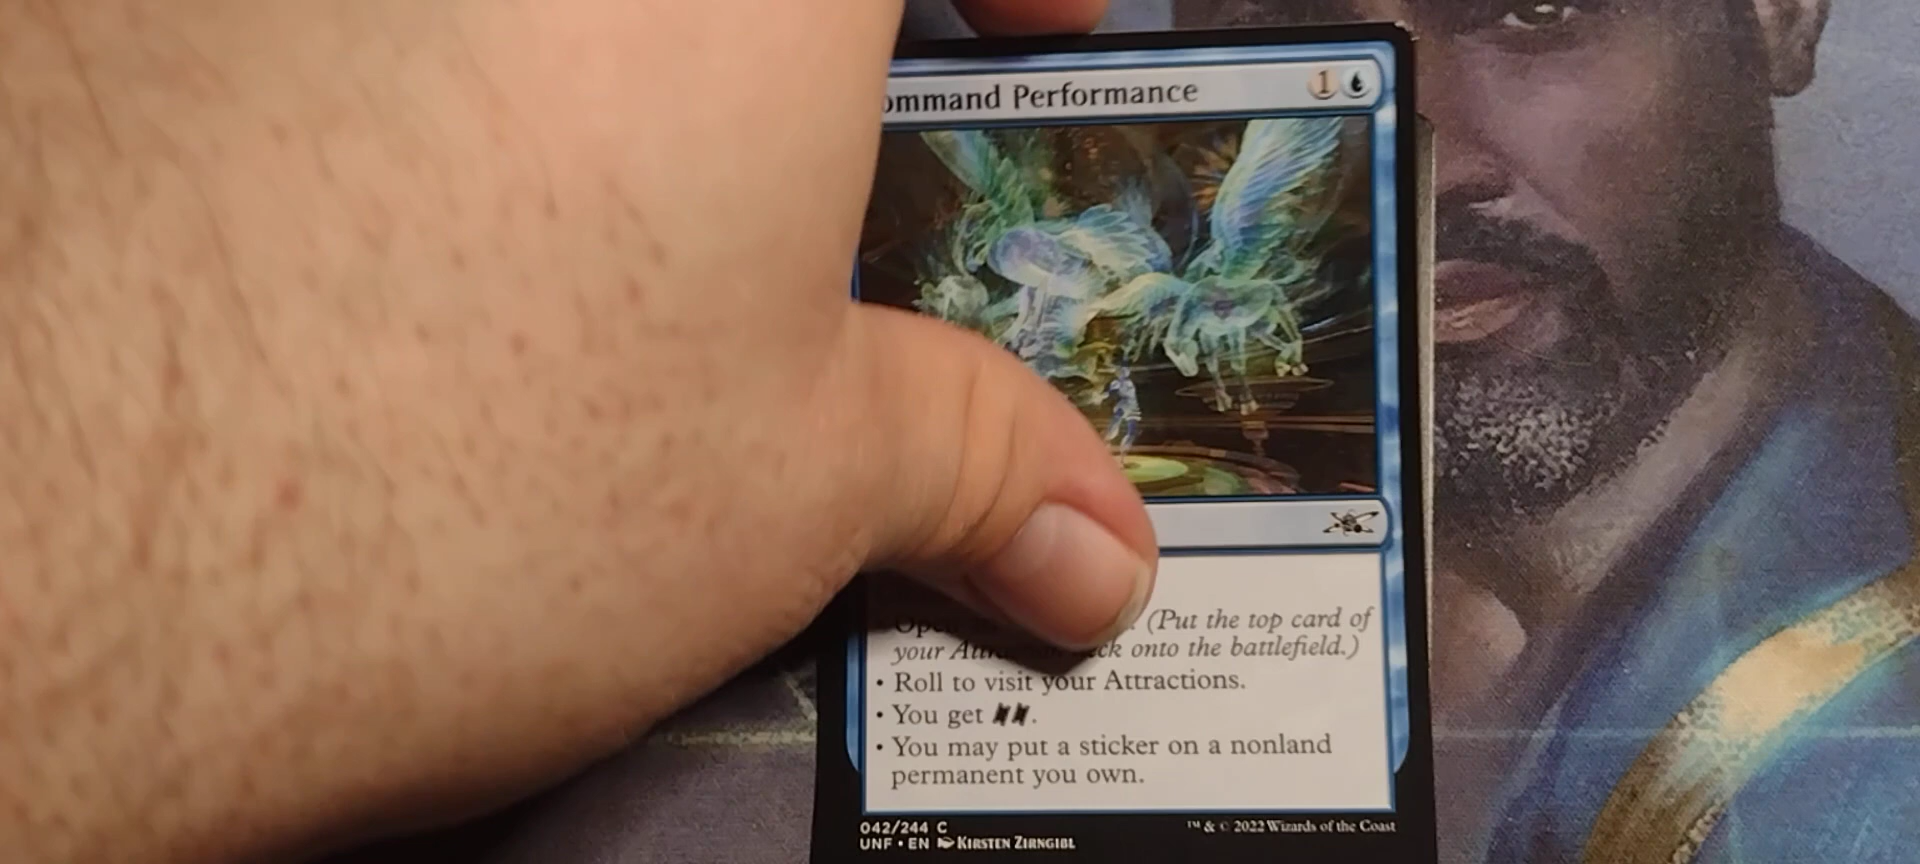 ommand Performance 1
(Put the top card of
your onto the battlefield.)
• Roll to visit your Attractions.
• You get
• You may put a sticker on a nonland
permanent you own.
042/244 C
UNF • EN KIRSTEN ZIRNGIBL
™ & © 2022 Wizards of the Coast